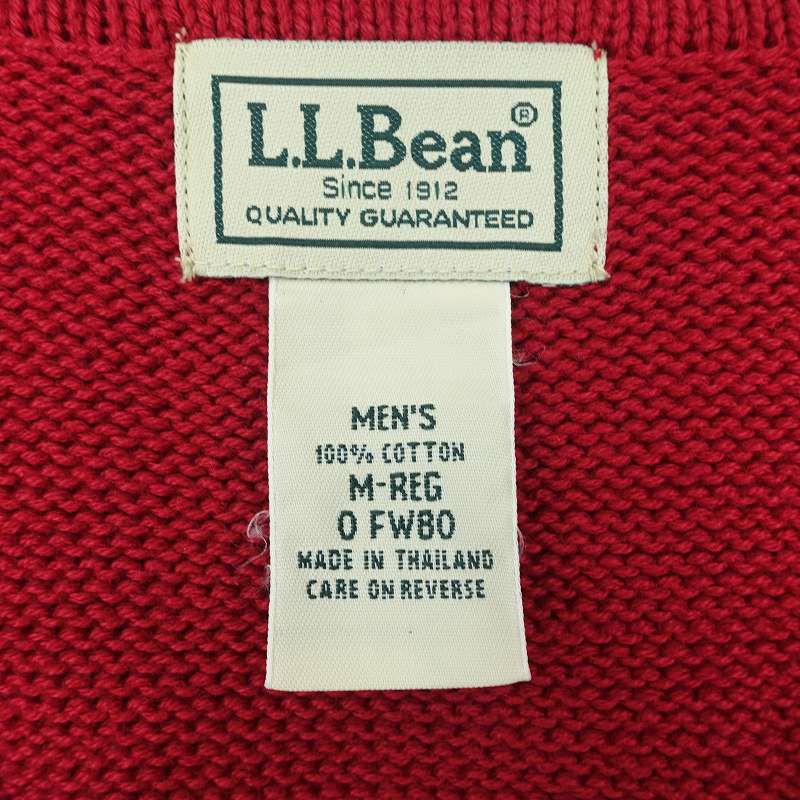 L.L.Bean®
Since 1912
QUALITY GUARANTEED
MEN'S
100% COTTON
M-REG
0 FW80
MADE IN THAILAND
CARE ON REVERSE